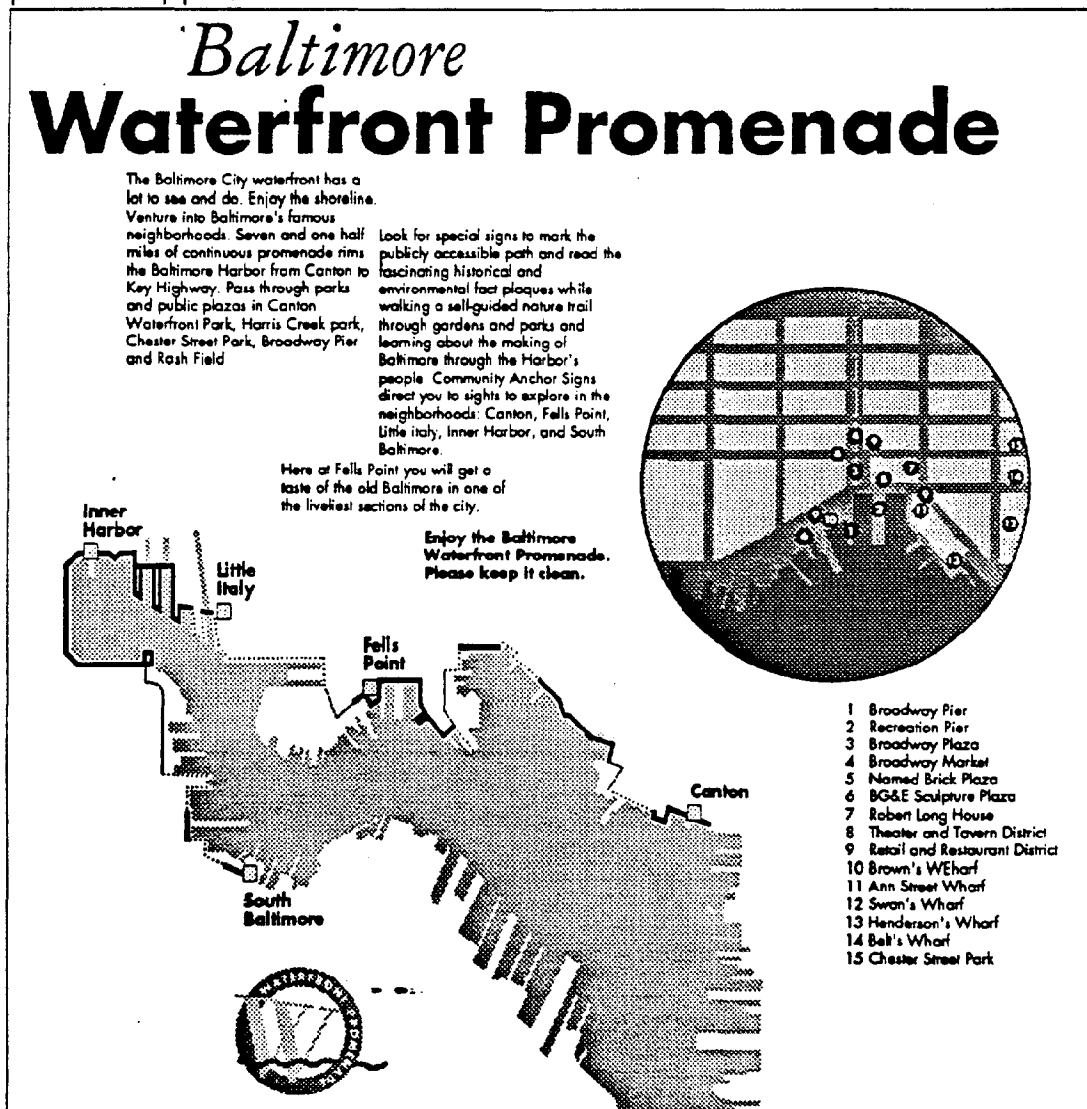 Baltimore
Waterfront Promenade
The Baltimore City waterfront has a
lot to see and do. Enjoy the shoreline.
Venture into Baltimore's famous
neighborhoods. Seven and one half
miles of continuous promenade rims
the Baltimore Harbor from Canton to
Key Highway. Pass through parks
and public plazas in Canton
Waterfront Park, Harris Creek park,
Chester Street Park, Broadway Pier
and Rash Field
Look for special signs to mark the
publicly accessible path and read the
fascinating historical and
environmental fact plaques while
walking a self-guided nature trail
through gardens and parks and
learning about the making of
Baltimore through the Harbor's
people. Community Anchor Signs
direct you to sights to explore in the
neighborhoods: Canton, Fells Point,
Little italy, Inner Harbor, and South
Baltimore.
Here at Fells Point you will get a
taste of the old Baltimore in one of
the liveliest sections of the city.
Enjoy the Baltimore
Waterfront Promenade.
Please keep it clean.
Inner
Harbor
Little
Italy
Fells
Point
Canton
South
Baltimore
1 Broadway Pier
2 Recreation Pier
3 Broadway Plaza
4 Broadway Market
5 Named Brick Plaza
6 BG&E Sculpture Plaza
7 Robert Long House
8 Theater and Tavern District
9 Retail and Restaurant District
10 Brown's WEharf
11 Ann Street Wharf
12 Swan's Wharf
13 Henderson's Wharf
14 Belt's Wharf
15 Chester Street Park
WATERFRONT PROMENADE